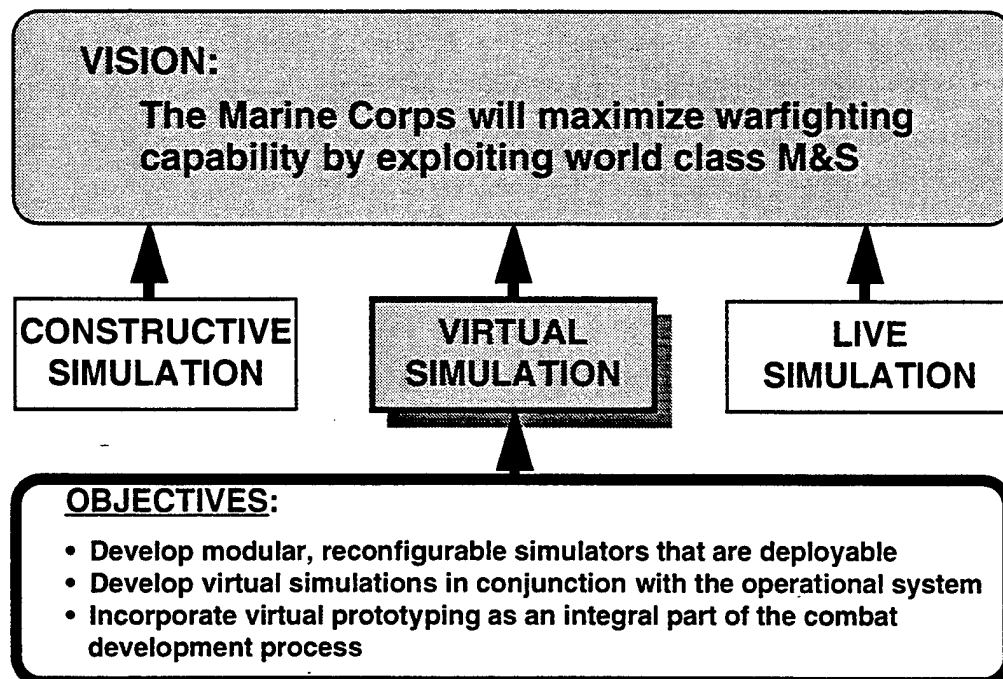 VISION:
The Marine Corps will maximize warfighting
capability by exploiting world class M&S
CONSTRUCTIVE
SIMULATION
VIRTUAL
SIMULATION
LIVE
SIMULATION
OBJECTIVES:
• Develop modular, reconfigurable simulators that are deployable
• Develop virtual simulations in conjunction with the operational system
• Incorporate virtual prototyping as an integral part of the combat
development process